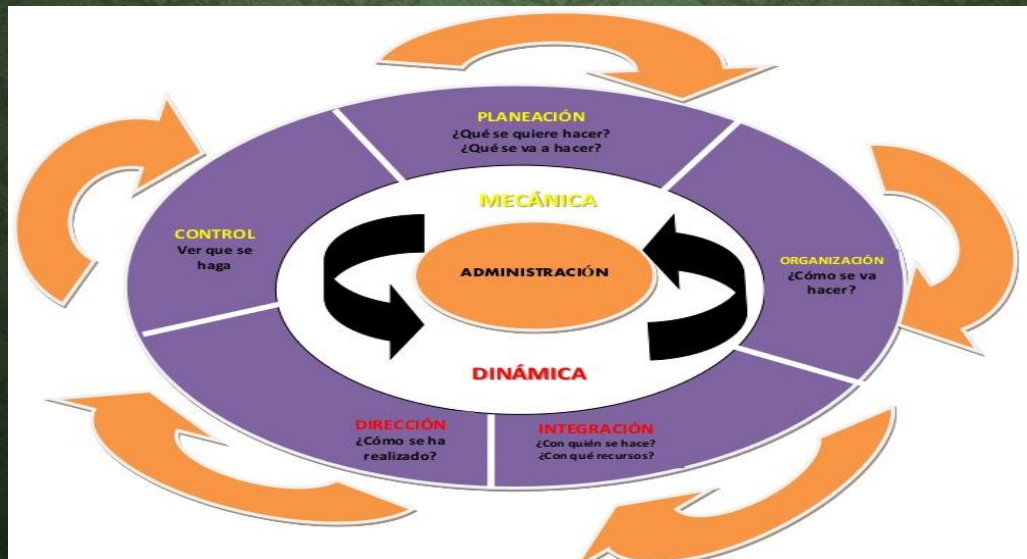 PLANEACIÓN
¿Qué se quiere hacer?
¿Qué se va a hacer?
MECÁNICA
CONTROL
Ver que se
haga
ADMINISTRACIÓN
ORGANIZACIÓN
¿Cómo se va
hacer?
DINÁMICA
DIRECCIÓN
¿Cómo se ha
realizado?
INTEGRACIÓN
¿Con quién se hace?
¿Con qué recursos?